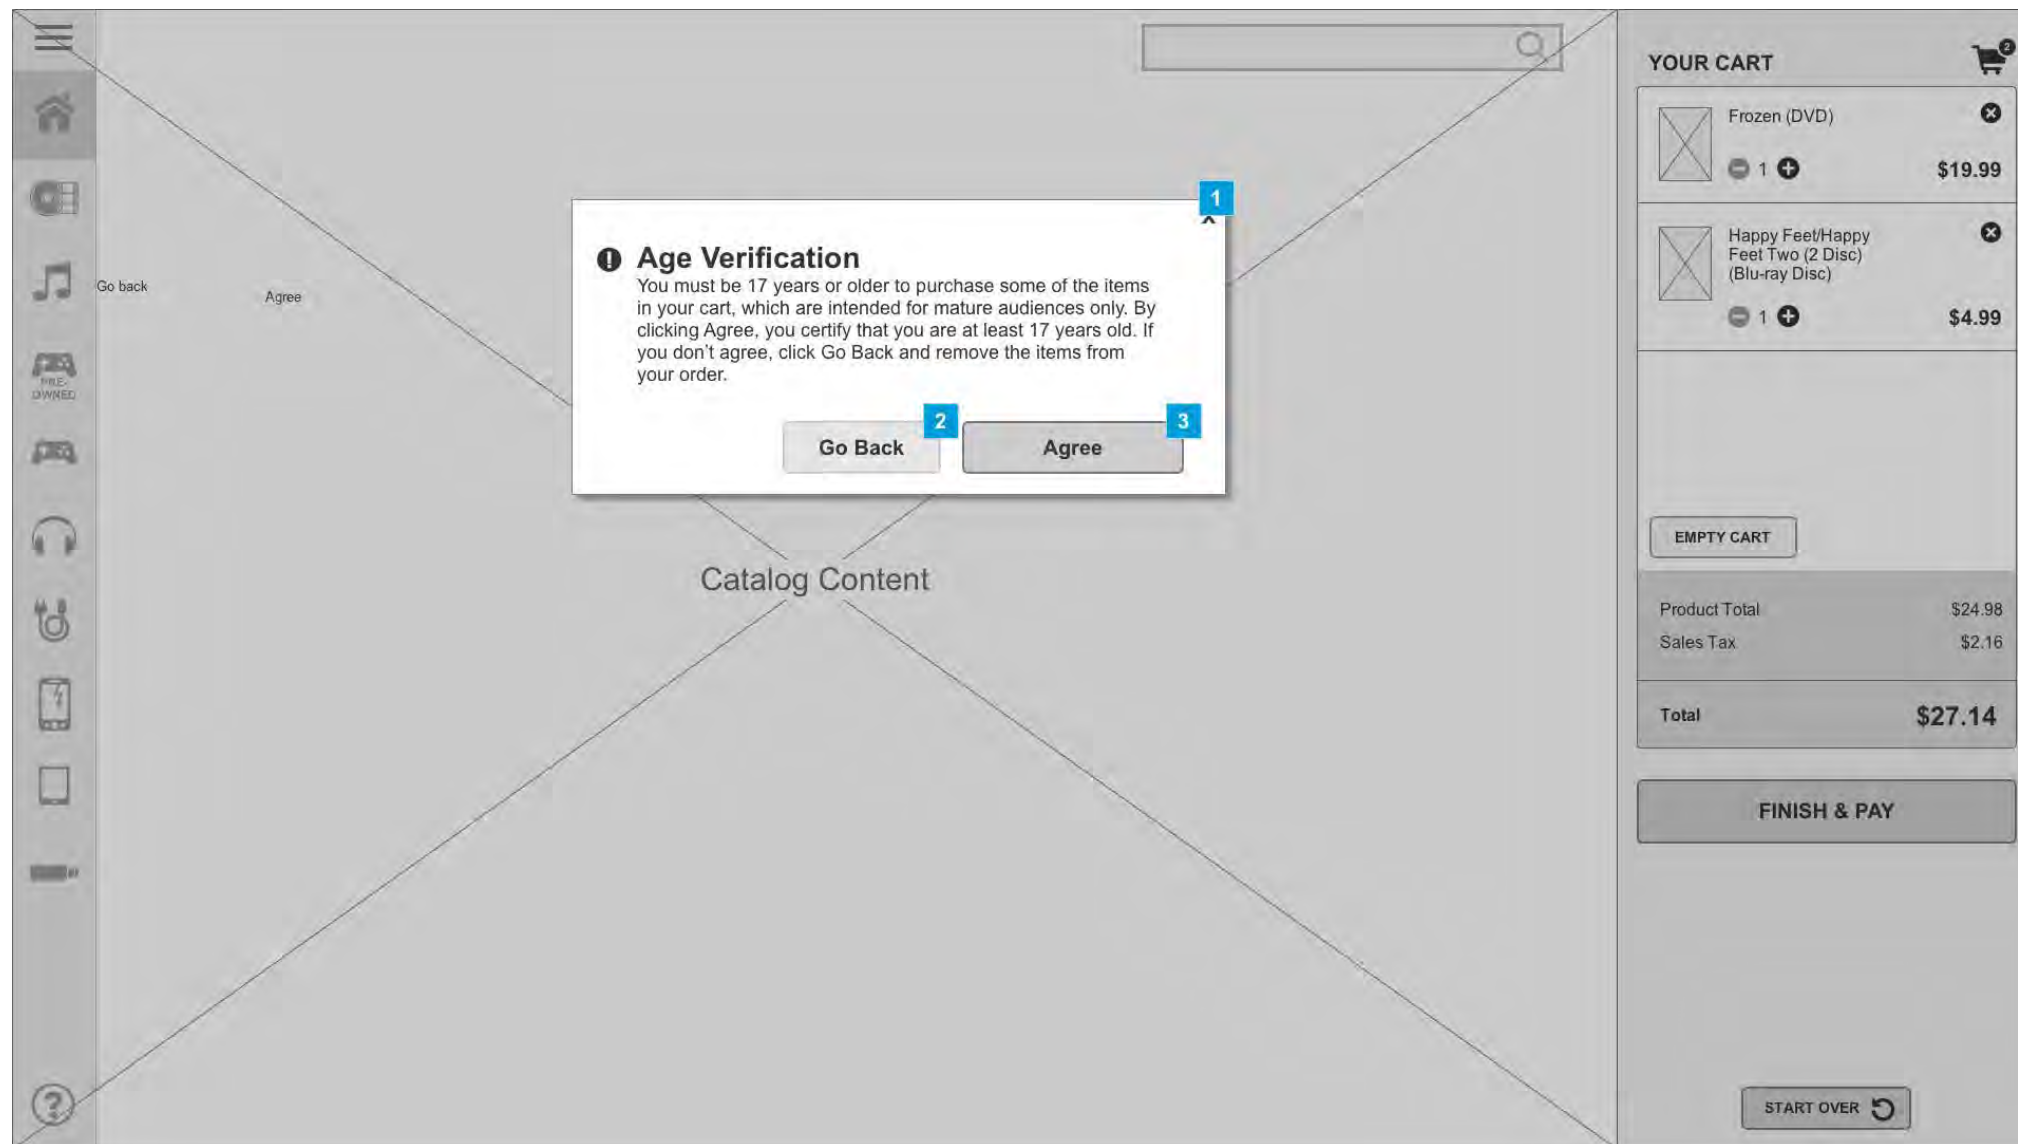 YOUR CART
2
Frozen (DVD)
1
$19.99
Happy Feet/Happy
Feet Two (2 Disc)
(Blu-ray Disc)
1
$4.99
EMPTY CART
Product Total $24.98
Sales Tax $2.16
Total $27.14
FINISH & PAY
START OVER
PRE-
OWNED
Go back
Agree
1
Age Verification
You must be 17 years or older to purchase some of the items
in your cart, which are intended for mature audiences only. By
clicking Agree, you certify that you are at least 17 years old. If
you don't agree, click Go Back and remove the items from
your order.
2
Go Back
3
Agree
Catalog Content
?